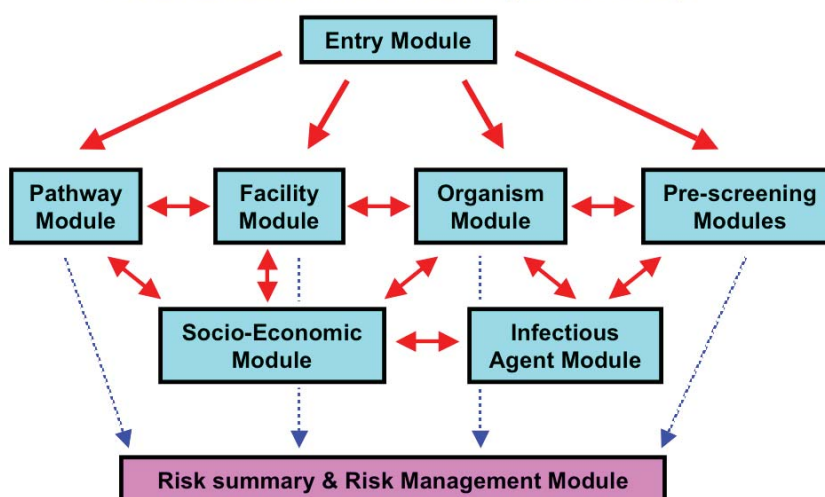 Entry Module
Pathway
Module
Facility
Module
Organism
Module
Pre-screening
Modules
Socio-Economic
Module
Infectious
Agent Module
Risk summary & Risk Management Module